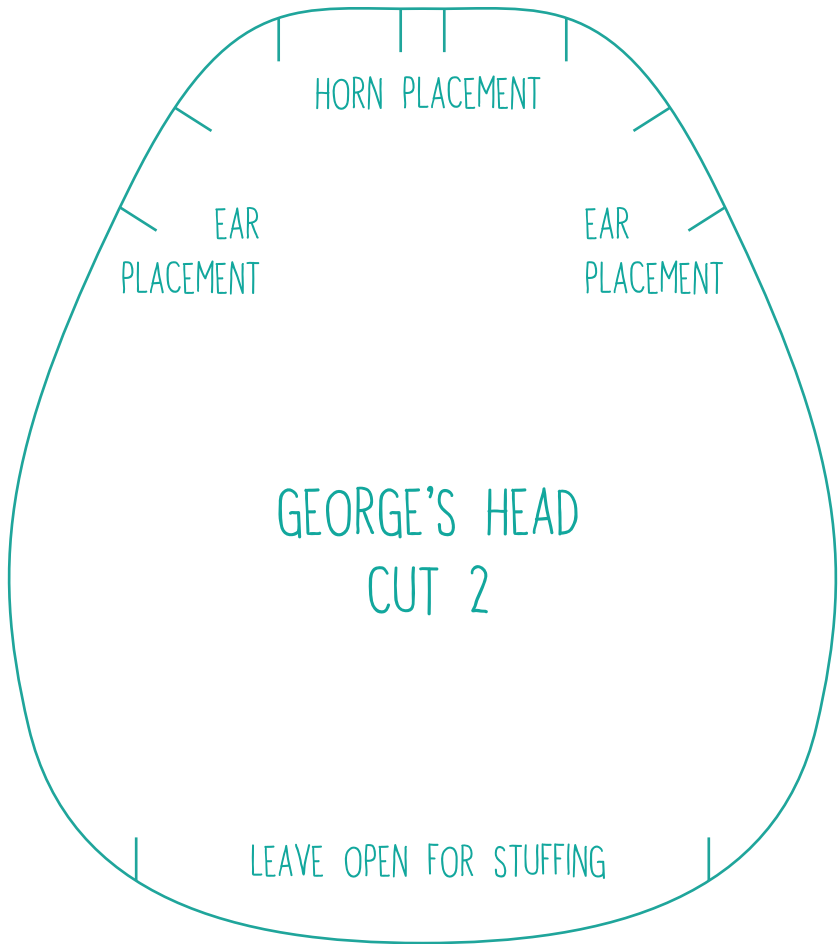 HORN PLACEMENT
EAR
PLACEMENT
EAR
PLACEMENT
GEORGE'S HEAD
CUT 2
LEAVE OPEN FOR STUFFING